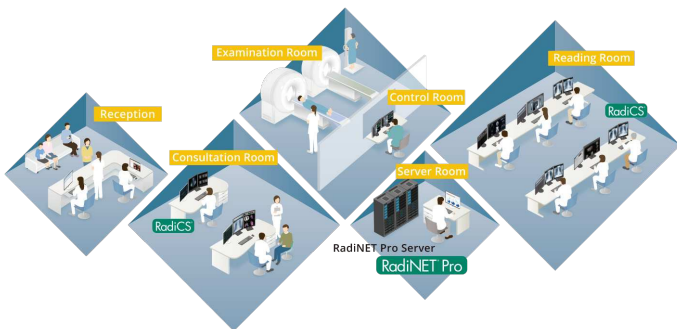 Examination Room
Reading Room
Reception
Control Room
RadiCS
Consultation Room
Server Room
RadiCS
RadiNET Pro Server
RadiNET Pro